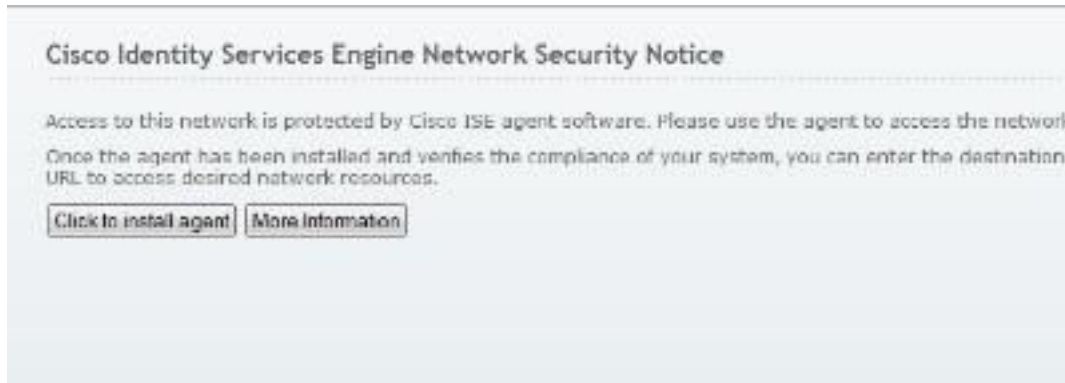 Cisco Identity Services Engine Network Security Notice
Access to this network is protected by Cisco ISE agent software. Please use the agent to access the network
Once the agent has been installed and verifies the compliance of your system, you can enter the destination
URL to access desired network resources.
Click to install agent More Information